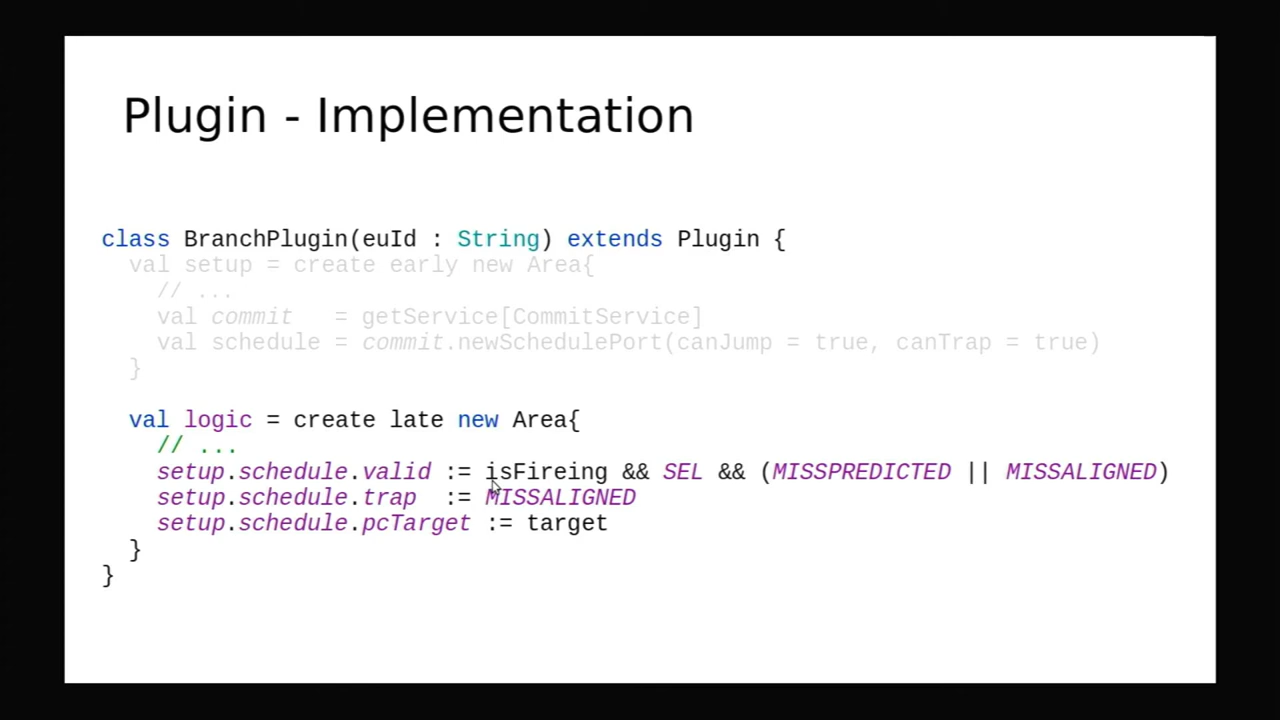 Plugin - Implementation
class BranchPlugin(euId : String) extends Plugin {
val setup = create early new Area{
// ...
val commit   = getService[CommitService]
val schedule = commit.newSchedulePort(canJump = true, canTrap = true)
}
val logic = create late new Area{
// ...
setup.schedule.valid := isFireing && SEL && (MISSPREDICTED || MISSALIGNED)
setup.schedule.trap  := MISSALIGNED
setup.schedule.pcTarget := target
}
}